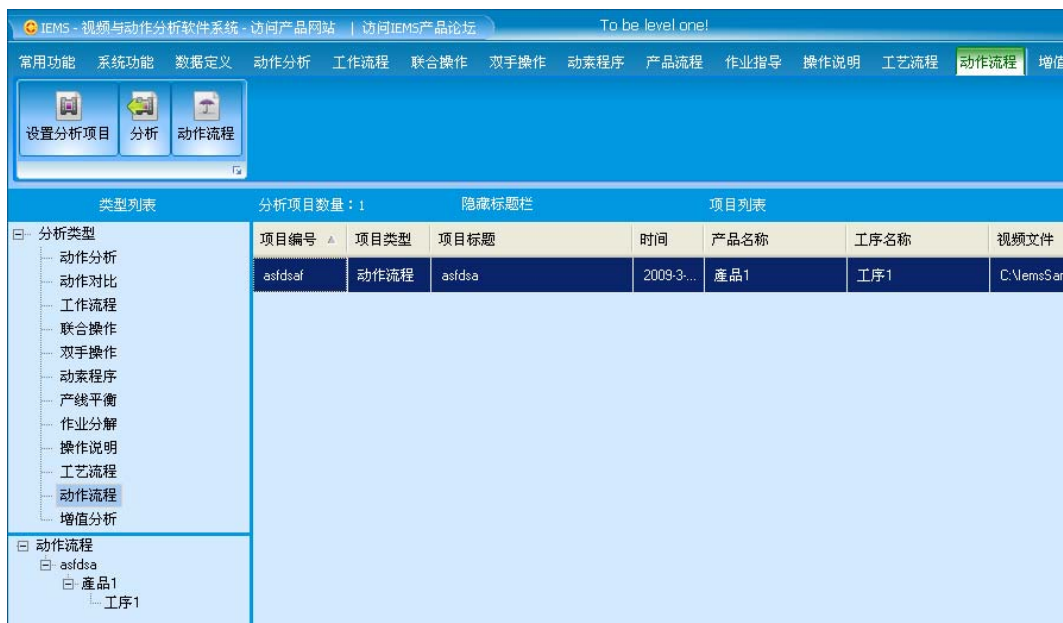 IEMS - 视频与动作分析软件系统 - 访问产品网站 | 访问IEMS产品论坛 To be level one!
常用功能 系统功能 数据定义 动作分析 工作流程 联合操作 双手操作 动素程序 产品流程 作业指导 操作说明 工艺流程 动作流程 增值
设置分析项目 分析 动作流程
类型列表 分析项目数量:1 隐藏标题栏 项目列表
项目编号 项目类型 项目标题 时间 产品名称 工序名称 视频文件
asfdsaf 动作流程 asfdsa 2009-3-... 產品1 工序1 C:\IemsSar
分析类型
动作分析
动作对比
工作流程
联合操作
双手操作
动素程序
产线平衡
作业分解
操作说明
工艺流程
动作流程
增值分析
动作流程
asfdsa
產品1
工序1